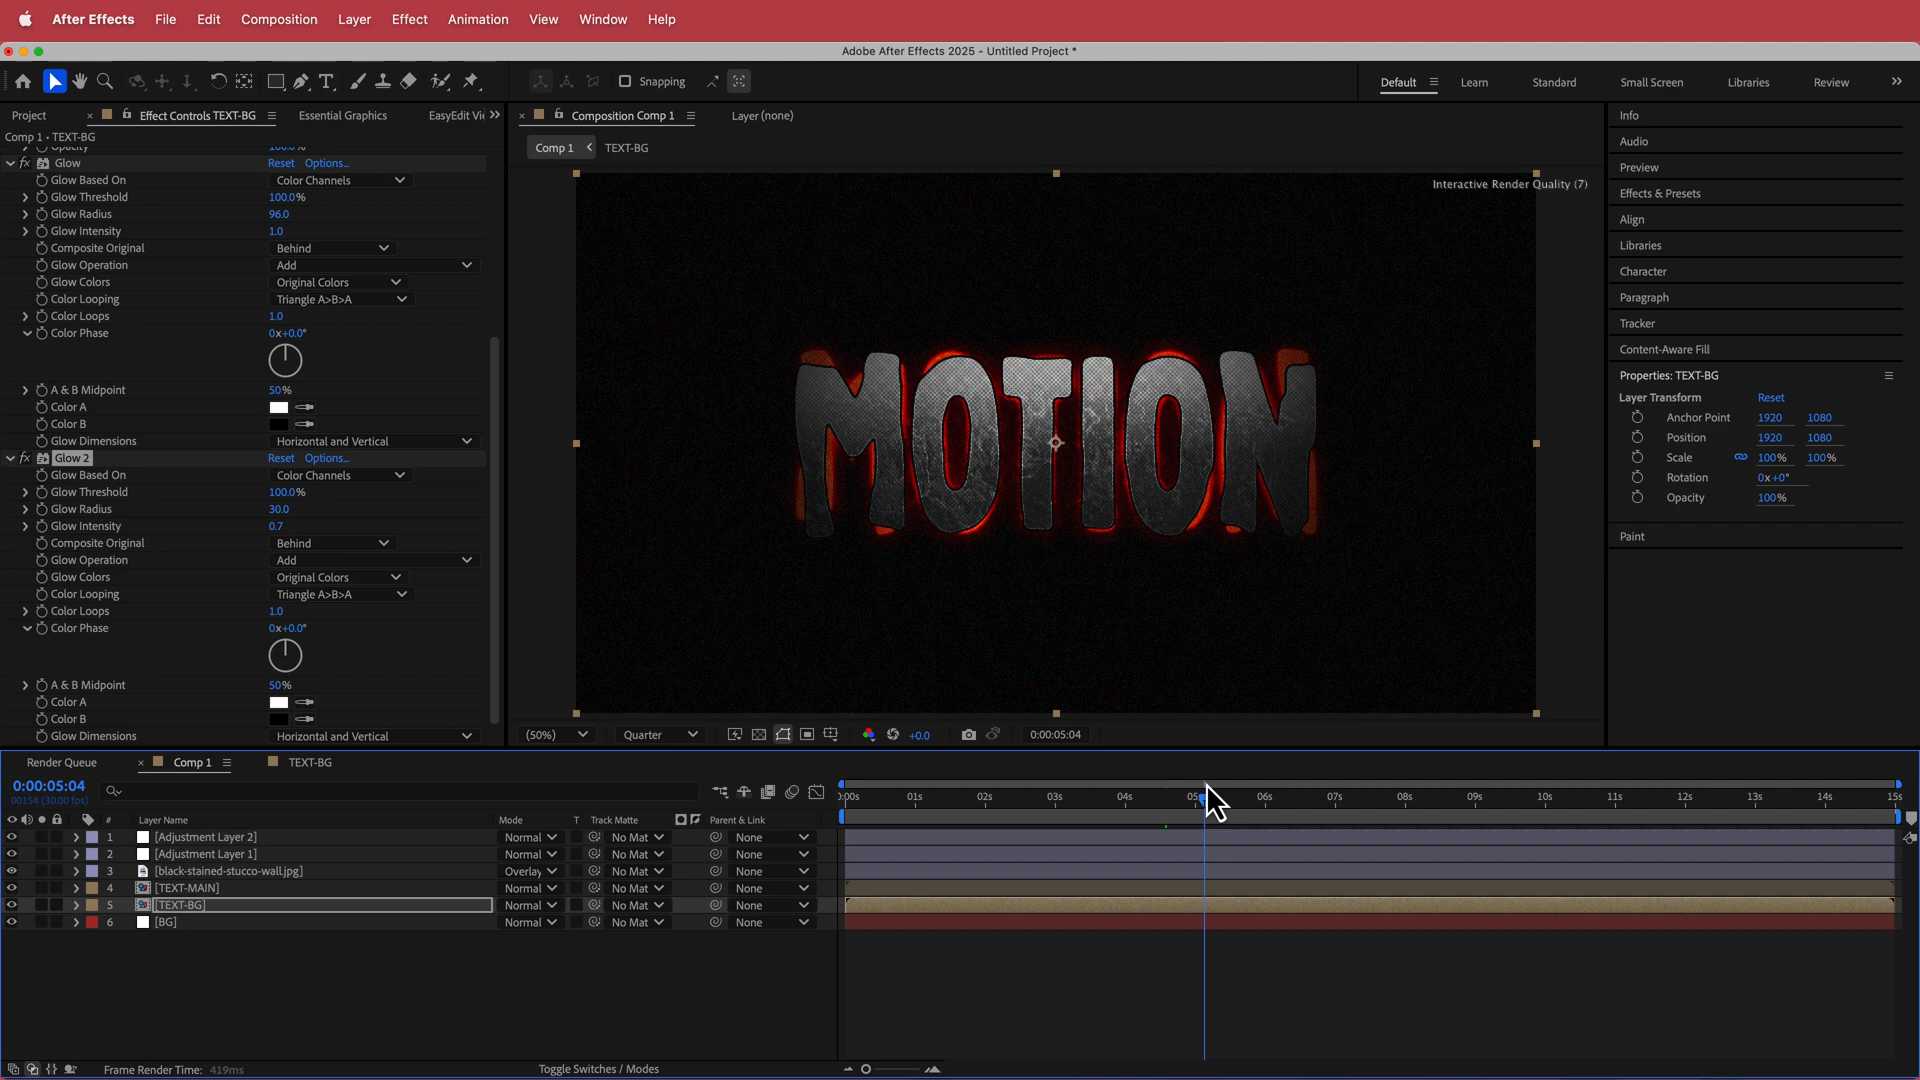 After Effects File Edit Composition Layer Effect Animation View Window Help
Adobe After Effects 2025 - Untitled Project *
Snapping
Default Learn Standard Small Screen Libraries Review
Project Effect Controls TEXT-BG Essential Graphics EasyEdit Vi
Composition Comp 1 Layer (none)
Comp 1 • TEXT-BG
Comp 1 TEXT-BG
Interactive Render Quality (7)
Opacity 100.0%
fx Glow Reset Options...
Glow Based On Color Channels
Glow Threshold 100.0%
Glow Radius 96.0
Glow Intensity 1.0
Composite Original Behind
Glow Operation Add
Glow Colors Original Colors
Color Looping Triangle A>B>A
Color Loops 1.0
Color Phase 0x+0.0°
A & B Midpoint 50%
Color A
Color B
Glow Dimensions Horizontal and Vertical
fx Glow 2 Reset Options...
Glow Based On Color Channels
Glow Threshold 100.0%
Glow Radius 30.0
Glow Intensity 0.7
Composite Original Behind
Glow Operation Add
Glow Colors Original Colors
Color Looping Triangle A>B>A
Color Loops 1.0
Color Phase 0x+0.0°
A & B Midpoint 50%
Color A
Color B
Glow Dimensions Horizontal and Vertical
MOTION
(50%) Quarter +0.0 0:00:05:04
Info
Audio
Preview
Effects & Presets
Align
Libraries
Character
Paragraph
Tracker
Content-Aware Fill
Properties: TEXT-BG
Layer Transform Reset
Anchor Point 1920 1080
Position 1920 1080
Scale 100% 100%
Rotation 0x+0°
Opacity 100%
Paint
Render Queue Comp 1 TEXT-BG
0:00:05:04
00154 (30.00 fps)
:00s 01s 02s 03s 04s 05s 06s 07s 08s 09s 10s 11s 12s 13s 14s 15s
# Layer Name Mode T Track Matte Parent & Link
1 [Adjustment Layer 2] Normal No Mat None
2 [Adjustment Layer 1] Normal No Mat None
3 [black-stained-stucco-wall.jpg] Overlay No Mat None
4 [TEXT-MAIN] Normal No Mat None
5 [TEXT-BG] Normal No Mat None
6 [BG] Normal No Mat None
Frame Render Time: 419ms Toggle Switches / Modes